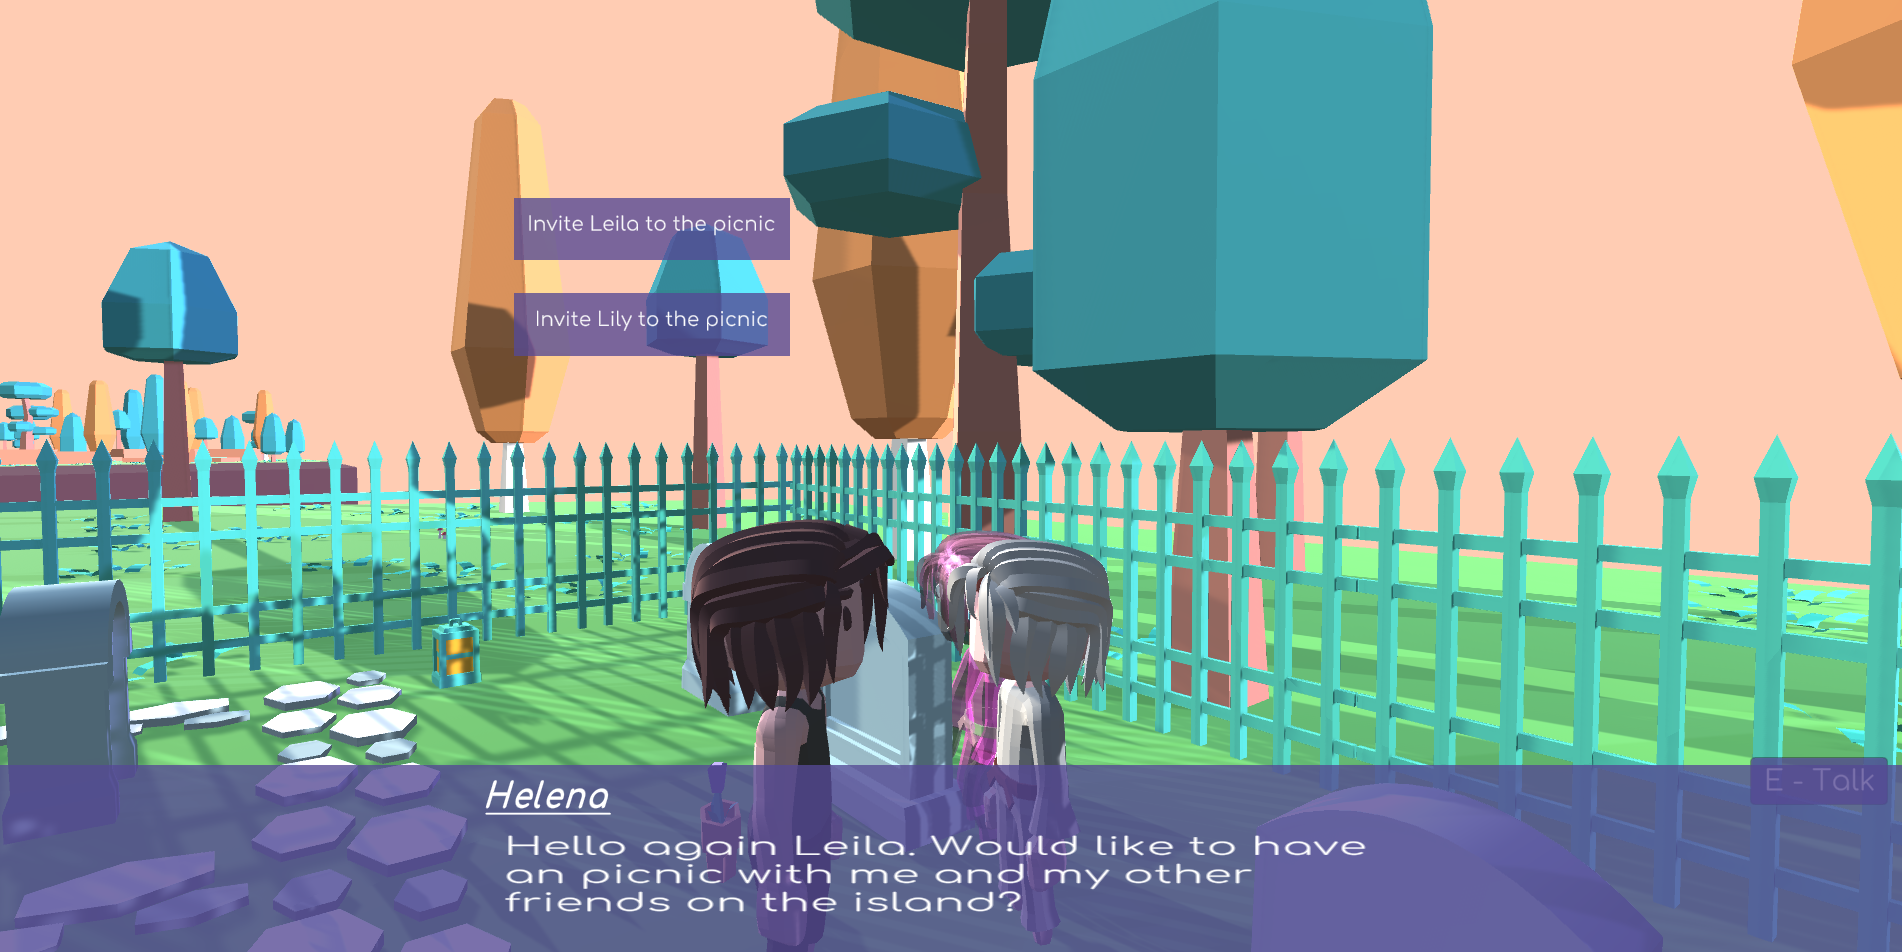 Invite Leila to the picnic
Invite Lily to the picnic
E - Talk
Helena
Hello again Leila. Would like to have
an picnic with me and my other
friends on the island?